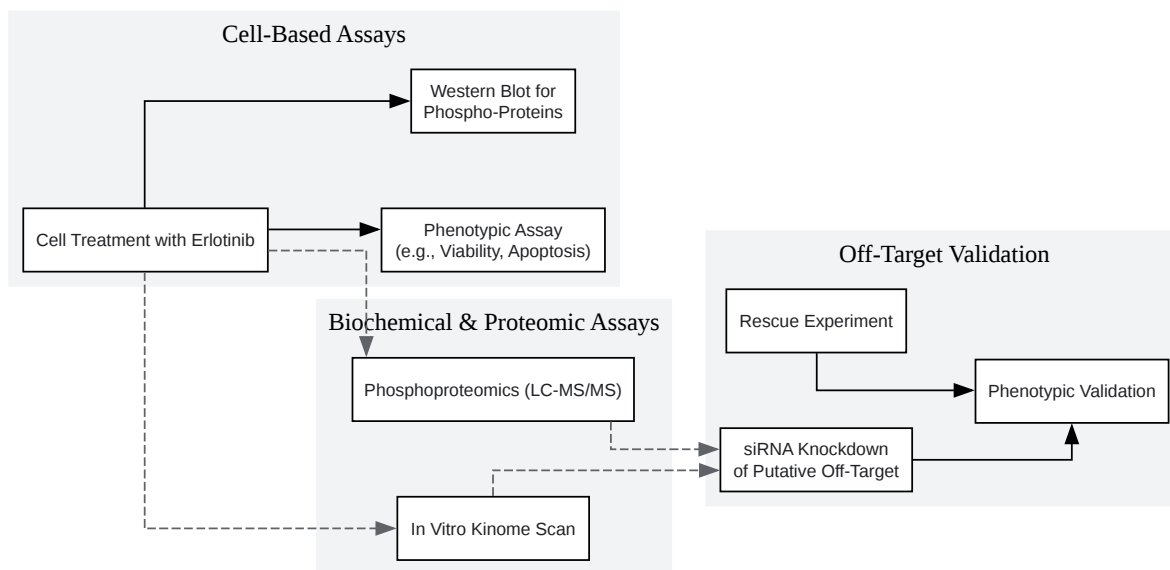 Cell-Based Assays
Western Blot for
Phospho-Proteins
Cell Treatment with Erlotinib
Phenotypic Assay
(e.g., Viability, Apoptosis)
Biochemical & Proteomic Assays
Phosphoproteomics (LC-MS/MS)
In Vitro Kinome Scan
Off-Target Validation
Rescue Experiment
Phenotypic Validation
siRNA Knockdown
of Putative Off-Target